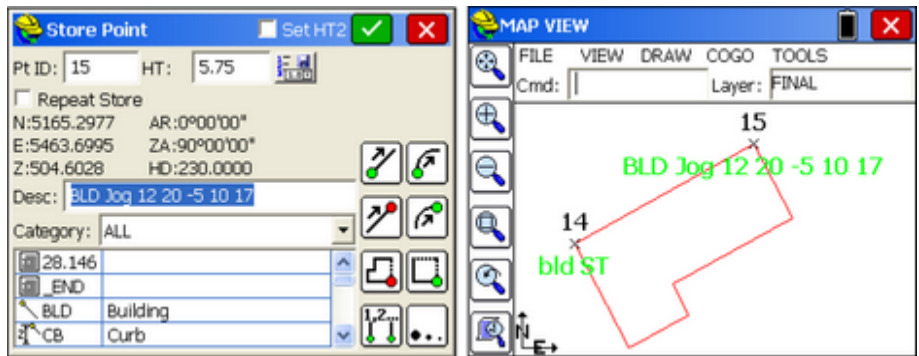 Store Point
Set HT2
Pt ID: 15 HT: 5.75
Repeat Store
N:5165.2977 AR:0°00'00"
E:5463.6995 ZA:90°00'00"
Z:504.6028 HD:230.0000
Desc: BLD Jog 12 20 -5 10 17
Category: ALL
28.146
_END
BLD Building
CB Curb
1,2...
MAP VIEW
FILE VIEW DRAW COGO TOOLS
Cmd: Layer: FINAL
15
BLD Jog 12 20 -5 10 17
14
bld ST
N
E